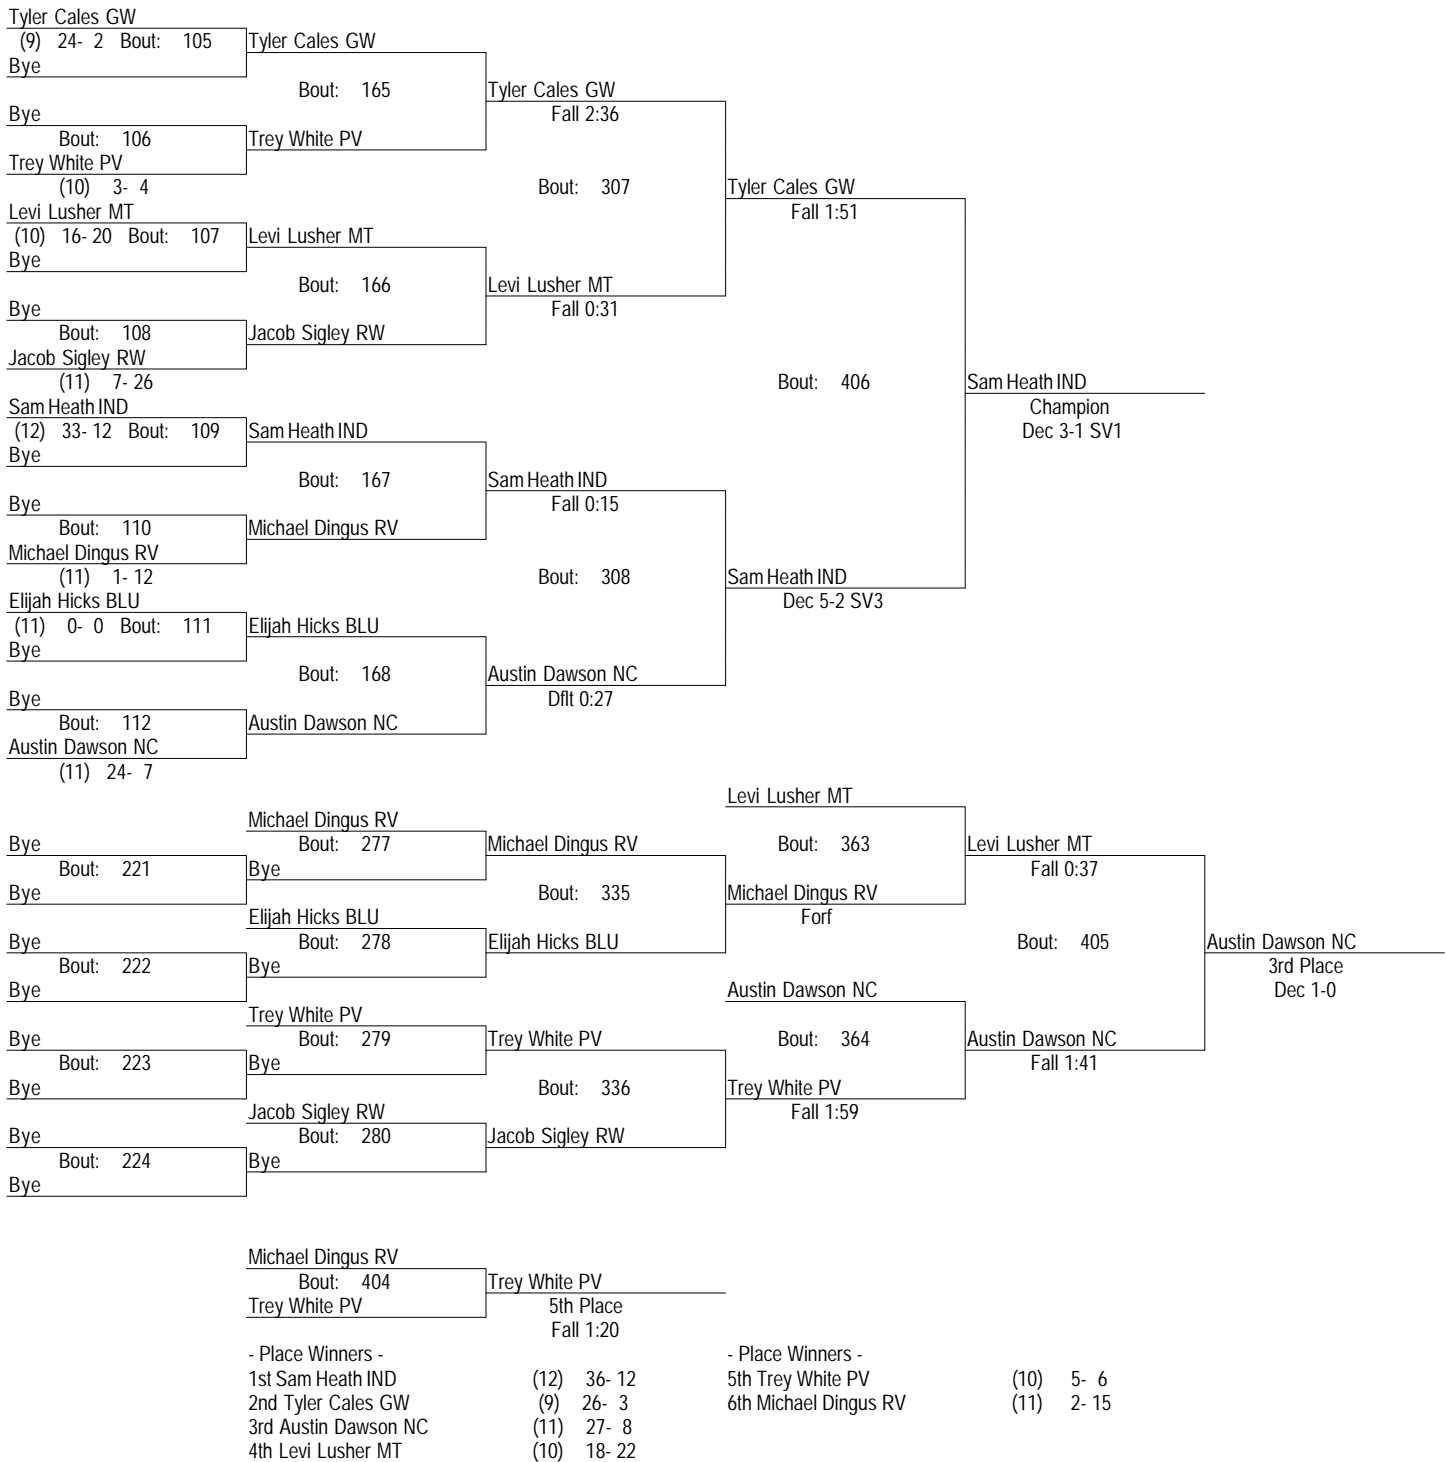 Tyler Cales GW
(9) 24- 2 Bout: 105 Tyler Cales GW
Bye
Bout: 165 Tyler Cales GW
Bye Fall 2:36
Bout: 106 Trey White PV
Trey White PV
(10) 3- 4 Bout: 307 Tyler Cales GW
Levi Lusher MT Fall 1:51
(10) 16- 20 Bout: 107 Levi Lusher MT
Bye
Bout: 166 Levi Lusher MT
Bye Fall 0:31
Bout: 108 Jacob Sigley RW
Jacob Sigley RW
(11) 7- 26 Bout: 406 Sam Heath IND
Sam Heath IND Champion
(12) 33- 12 Bout: 109 Sam Heath IND Dec 3-1 SV1
Bye
Bout: 167 Sam Heath IND
Bye Fall 0:15
Bout: 110 Michael Dingus RV
Michael Dingus RV
(11) 1- 12 Bout: 308 Sam Heath IND
Elijah Hicks BLU Dec 5-2 SV3
(11) 0- 0 Bout: 111 Elijah Hicks BLU
Bye
Bout: 168 Austin Dawson NC
Bye Dflt 0:27
Bout: 112 Austin Dawson NC
Austin Dawson NC
(11) 24- 7
Levi Lusher MT
Michael Dingus RV
Bye Bout: 277 Michael Dingus RV Bout: 363 Levi Lusher MT
Bout: 221 Bye Fall 0:37
Bye Bout: 335 Michael Dingus RV
Elijah Hicks BLU Forf
Bye Bout: 278 Elijah Hicks BLU Bout: 405 Austin Dawson NC
Bout: 222 Bye 3rd Place
Bye Austin Dawson NC Dec 1-0
Trey White PV
Bye Bout: 279 Trey White PV Bout: 364 Austin Dawson NC
Bout: 223 Bye Fall 1:41
Bye Bout: 336 Trey White PV
Jacob Sigley RW Fall 1:59
Bye Bout: 280 Jacob Sigley RW
Bout: 224 Bye
Bye
Michael Dingus RV
Bout: 404 Trey White PV
Trey White PV 5th Place
Fall 1:20
- Place Winners - - Place Winners -
1st Sam Heath IND (12) 36- 12 5th Trey White PV (10) 5- 6
2nd Tyler Cales GW (9) 26- 3 6th Michael Dingus RV (11) 2- 15
3rd Austin Dawson NC (11) 27- 8
4th Levi Lusher MT (10) 18- 22